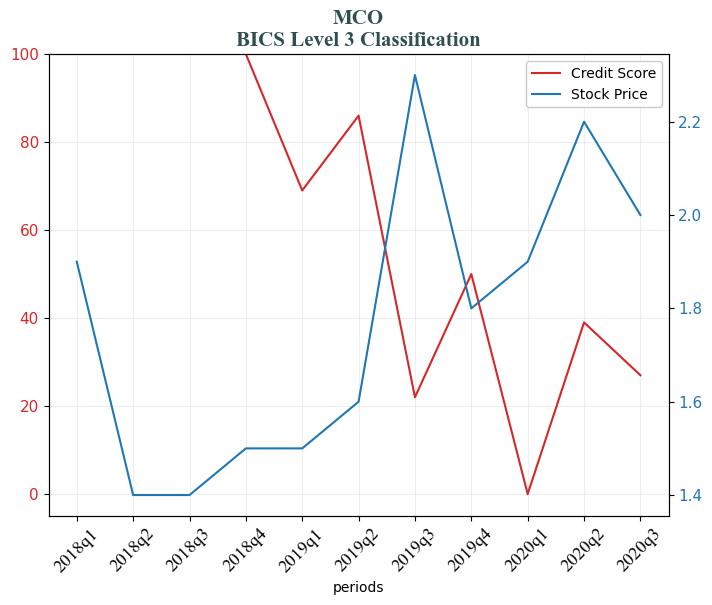 MCO
BICS Level 3 Classification
Credit Score
Stock Price
100
80
60
40
20
0
2.2
2.0
1.8
1.6
1.4
2018q1
2018q2
2018q3
2018q4
2019q1
2019q2
2019q3
2019q4
2020q1
2020q2
2020q3
periods